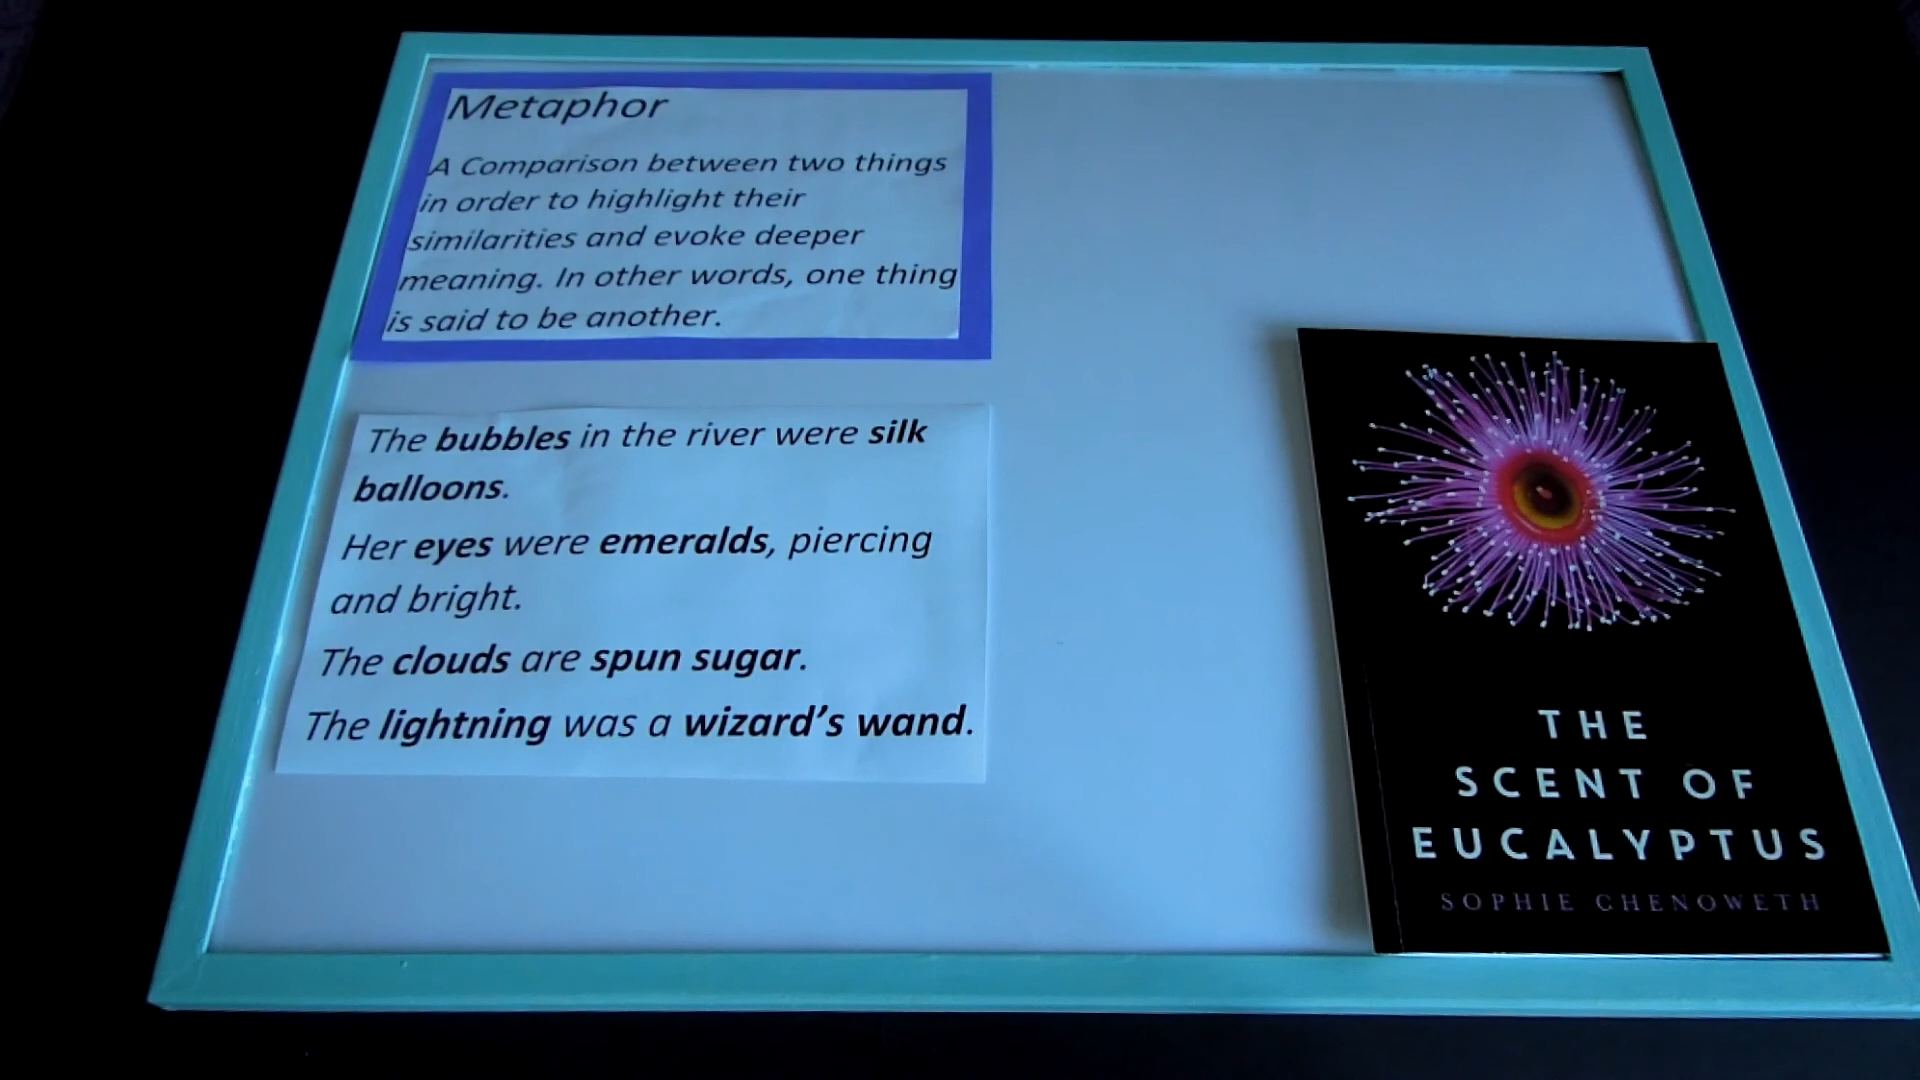 Metaphor
A Comparison between two things
in order to highlight their
similarities and evoke deeper
meaning. In other words, one thing
is said to be another.
The bubbles in the river were silk
balloons.
Her eyes were emeralds, piercing
and bright.
The clouds are spun sugar.
The lightning was a wizard’s wand.
THE
SCENT OF
EUCALYPTUS
SOPHIE CHENOWETH